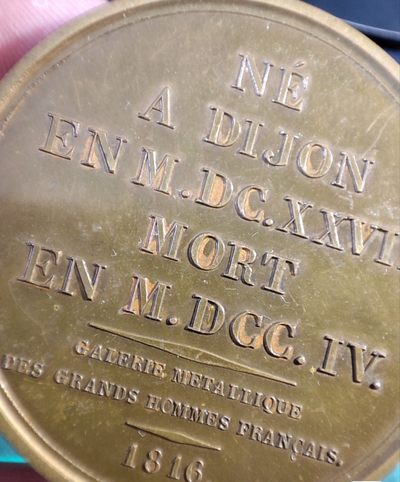 NÉ
A DIJON
EN M.DC.XXVII
MORT
EN M.DCC.IV.
GALERIE METALLIQUE
DES GRANDS HOMMES FRANÇAIS.
1816